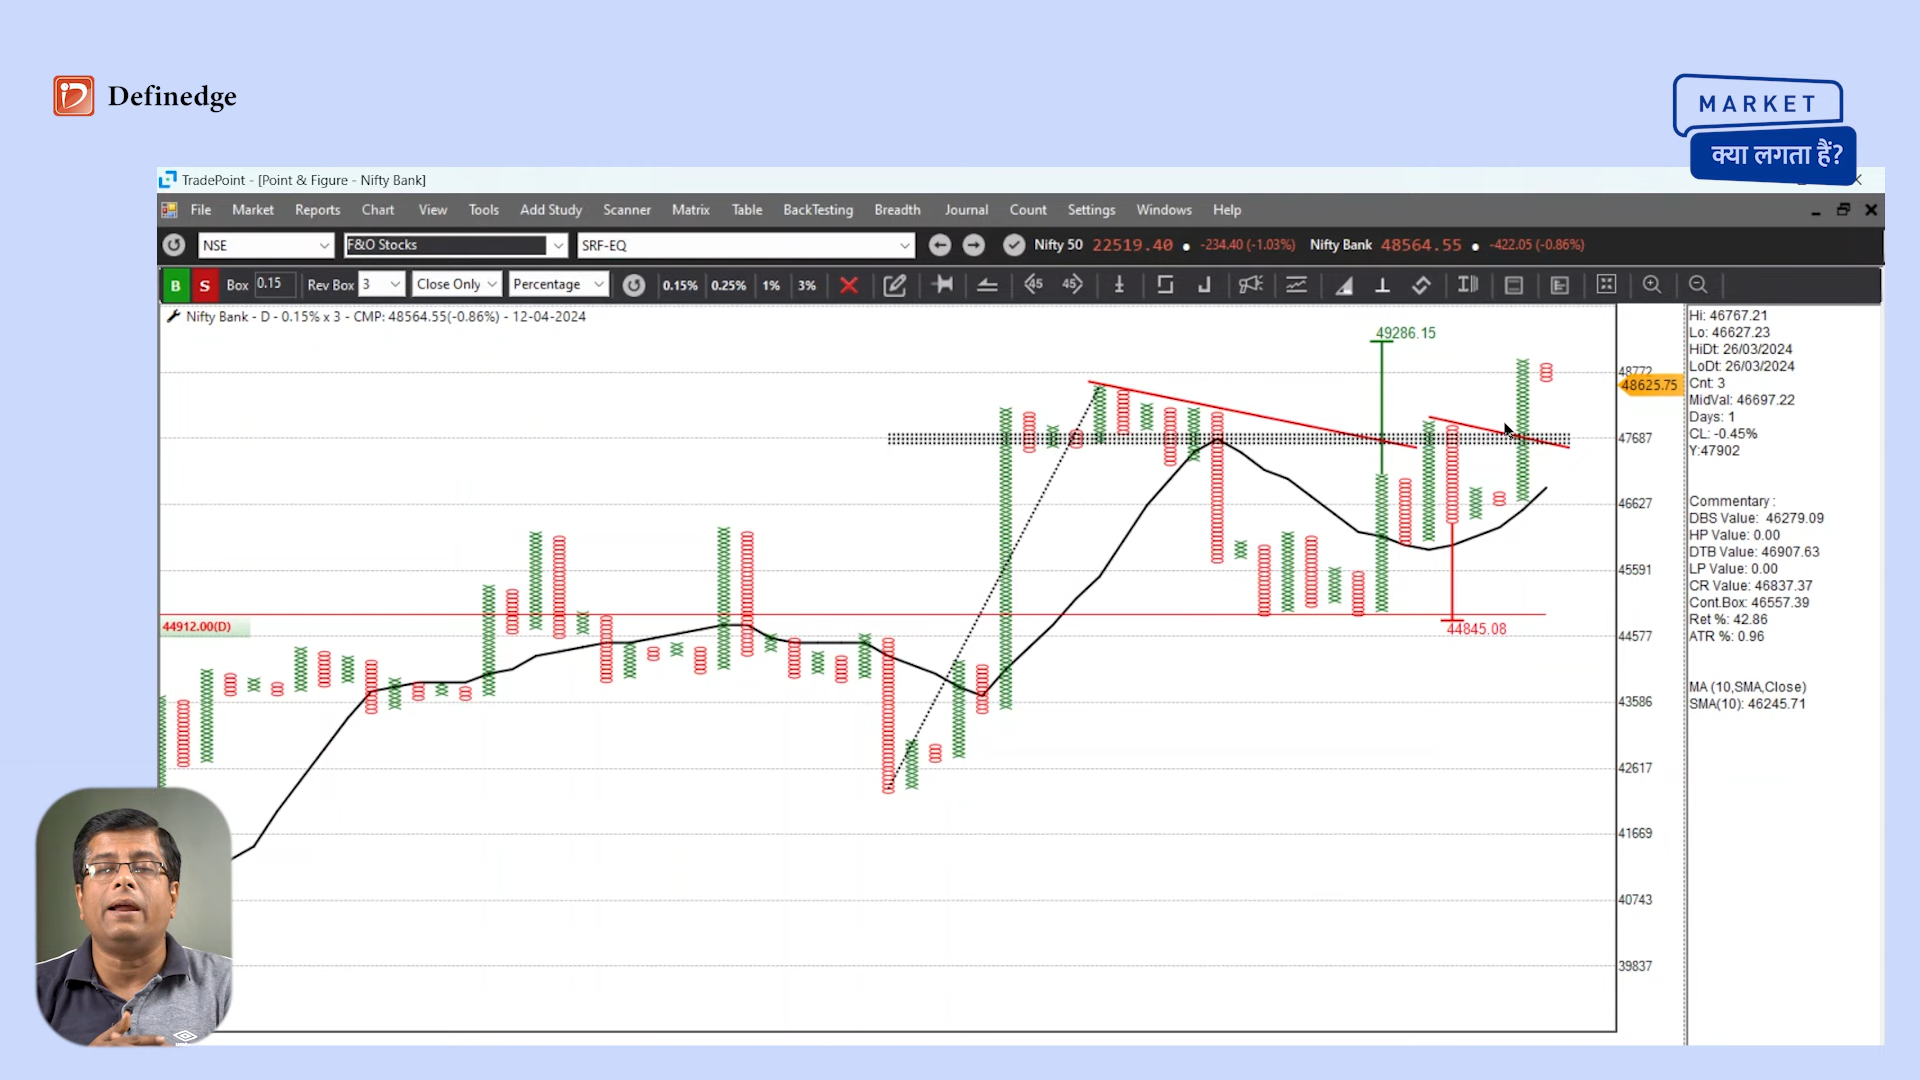 Definedge
MARKET
क्या लगता हैं?
TradePoint - [Point & Figure - Nifty Bank]
File Market Reports Chart View Tools Add Study Scanner Matrix Table BackTesting Breadth Journal Count Settings Windows Help
NSE F&O Stocks SRF-EQ Nifty 50 22519.40 ● -234.40 (-1.03%) Nifty Bank 48564.55 ● -422.05 (-0.86%)
B S Box 0.15 Rev Box 3 Close Only Percentage 0.15% 0.25% 1% 3% 45 45
Nifty Bank - D - 0.15% x 3 - CMP: 48564.55(-0.86%) - 12-04-2024
49286.15
44912.00(D)
44845.08
48772
48625.75
47687
46627
45591
44577
43586
42617
41669
40743
39837
Hi: 46767.21
Lo: 46627.23
HiDt: 26/03/2024
LoDt: 26/03/2024
Cnt: 3
MidVal: 46697.22
Days: 1
CL: -0.45%
Y:47902
Commentary :
DBS Value: 46279.09
HP Value: 0.00
DTB Value: 46907.63
LP Value: 0.00
CR Value: 46837.37
Cont.Box: 46557.39
Ret %: 42.86
ATR %: 0.96
MA (10,SMA,Close)
SMA(10): 46245.71